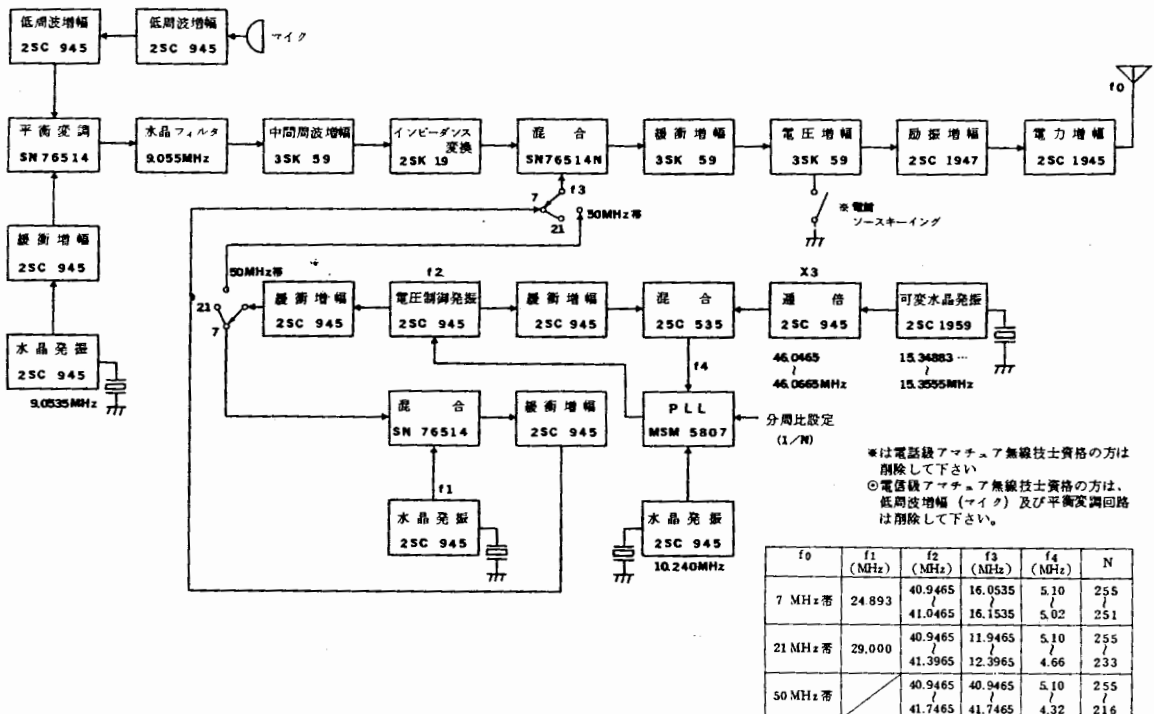 低周波増幅
2SC 945
低周波増幅
2SC 945
マイク
f0
平衡変調
SN76514
水晶フィルタ
9.055MHz
中間周波増幅
3SK 59
インピーダンス
変換
2SK 19
混合
SN76514N
緩衝増幅
3SK 59
電圧増幅
3SK 59
励振増幅
2SC 1947
電力増幅
2SC 1945
f3
7
21
50MHz帯
※電鍵
ソースキーイング
緩衝増幅
2SC 945
50MHz帯
21
7
緩衝増幅
2SC 945
f2
電圧制御発振
2SC 945
緩衝増幅
2SC 945
混合
2SC 535
X3
逓倍
2SC 945
可変水晶発振
2SC 1959
46.0465
〜
46.0665MHz
15.34883…
〜
15.3555MHz
水晶発振
2SC 945
9.0535MHz
f4
混合
SN 76514
緩衝増幅
2SC 945
PLL
MSM 5807
分周比設定
(1/N)
f1
水晶発振
2SC 945
水晶発振
2SC 945
10.240MHz
※は電話級アマチュア無線技士資格の方は
削除して下さい
⊙電信級アマチュア無線技士資格の方は、
低周波増幅(マイク)及び平衡変調回路
は削除して下さい。
f0 f1 (MHz) f2 (MHz) f3 (MHz) f4 (MHz) N
7 MHz帯 24.893 40.9465 〜 41.0465 16.0535 〜 16.1535 5.10 〜 5.02 255 〜 251
21 MHz帯 29.000 40.9465 〜 41.3965 11.9465 〜 12.3965 5.10 〜 4.66 255 〜 233
50 MHz帯 40.9465 〜 41.7465 40.9465 〜 41.7465 5.10 〜 4.32 255 〜 216